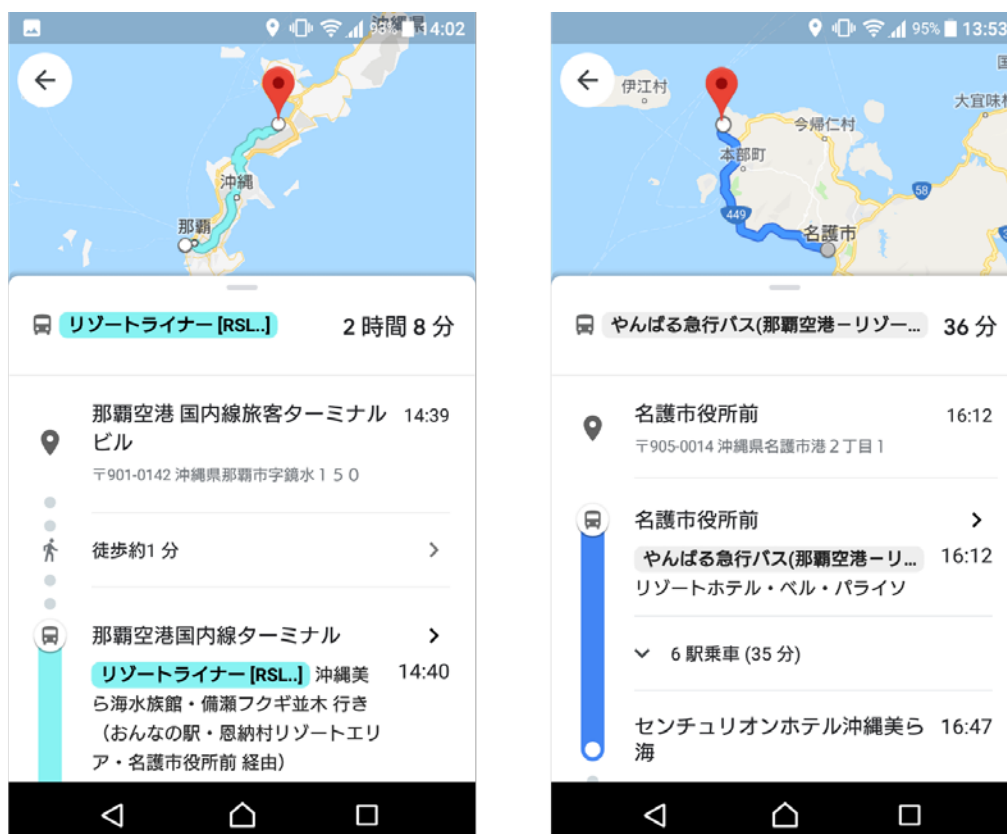 沖縄県
93% 14:02
沖縄
那覇
リゾートライナー [RSL..]
2 時間 8 分
那覇空港 国内線旅客ターミナル
ビル
14:39
〒901-0142 沖縄県那覇市字鏡水１５０
徒歩約1 分
那覇空港国内線ターミナル
リゾートライナー [RSL..] 沖縄美
14:40
ら海水族館・備瀬フクギ並木 行き
（おんなの駅・恩納村リゾートエリ
ア・名護市役所前 経由）
95% 13:53
国
伊江村
大宜味村
今帰仁村
本部町
58
449
名護市
やんばる急行バス(那覇空港－リゾー...
36 分
名護市役所前
16:12
〒905-0014 沖縄県名護市港２丁目１
名護市役所前
やんばる急行バス(那覇空港－リ...
16:12
リゾートホテル・ベル・パライソ
6 駅乗車 (35 分)
センチュリオンホテル沖縄美ら
海
16:47